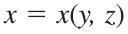 x = x(y, z)